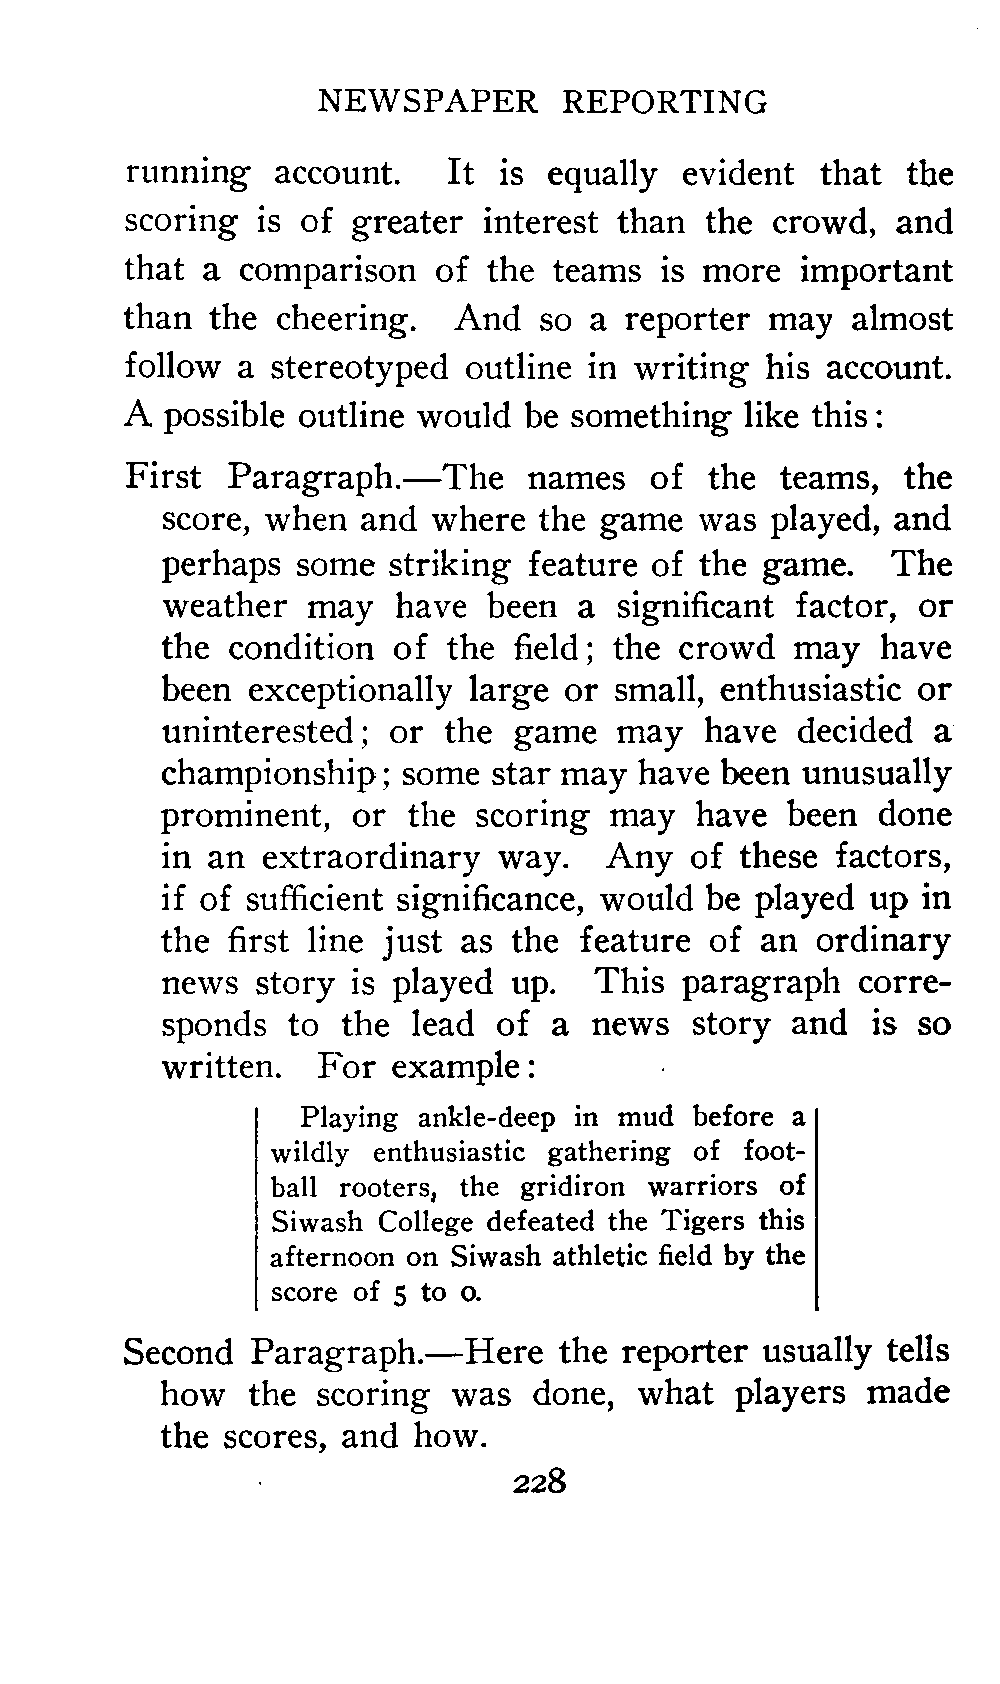 NEWSPAPER REPORTING
running account. It is equally evident that the
scoring is of greater interest than the crowd, and
that a comparison of the teams is more important
than the cheering. And so a reporter may almost
follow a stereotyped outline in writing his account.
A possible outline would be something like this:
First Paragraph.—The names of the teams, the
score, when and where the game was played, and
perhaps some striking feature of the game. The
weather may have been a significant factor, or
the condition of the field; the crowd may have
been exceptionally large or small, enthusiastic or
uninterested; or the game may have decided a
championship; some star may have been unusually
prominent, or the scoring may have been done
in an extraordinary way. Any of these factors,
if of sufficient significance, would be played up in
the first line just as the feature of an ordinary
news story is played up. This paragraph corre-
sponds to the lead of a news story and is so
written. For example:
Playing ankle-deep in mud before a
wildly enthusiastic gathering of foot-
ball rooters, the gridiron warriors of
Siwash College defeated the Tigers this
afternoon on Siwash athletic field by the
score of 5 to 0.
Second Paragraph.—Here the reporter usually tells
how the scoring was done, what players made
the scores, and how.
228